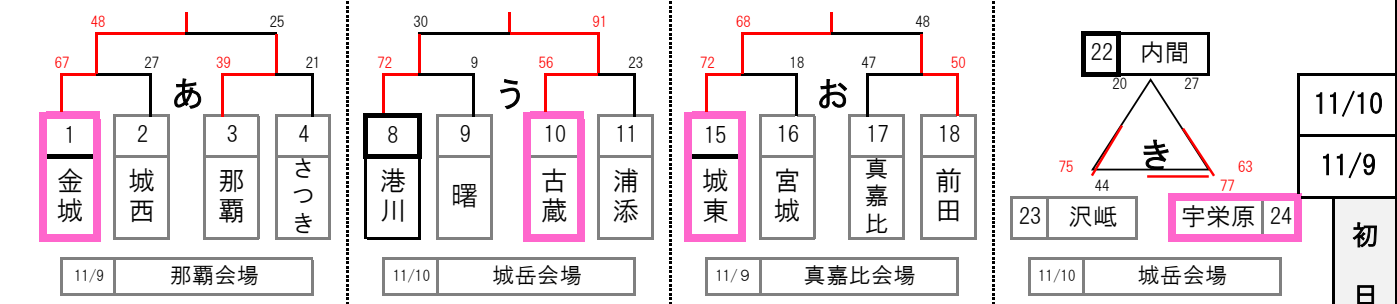 48 25
67 27 39 21
あ
1 2 3 4
金城 城西 那覇 さつき
11/9 那覇会場
30 91
72 9 56 23
う
8 9 10 11
港川 曙 古蔵 浦添
11/10 城岳会場
68 48
72 18 47 50
お
15 16 17 18
城東 宮城 真嘉比 前田
11/9 真嘉比会場
22 内間
20 27
き
75 63
44 77
23 沢岻 宇栄原 24
11/10 城岳会場
11/10
11/9
初日